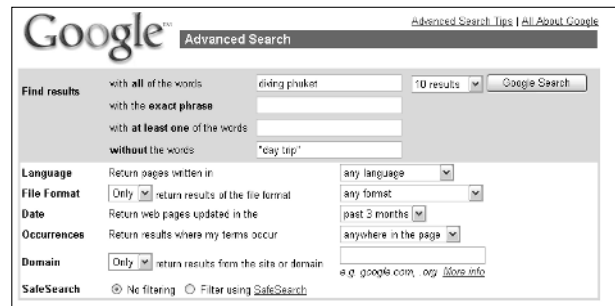 Google™
Advanced Search Tips | All About Google
Advanced Search
Find results
with all of the words
diving phuket
10 results
Google Search
with the exact phrase
with at least one of the words
without the words
"day trip"
Language
Return pages written in
any language
File Format
Only
return results of the file format
any format
Date
Return web pages updated in the
past 3 months
Occurrences
Return results where my terms occur
anywhere in the page
Domain
Only
return results from the site or domain
e.g. google.com, .org More info
SafeSearch
No filtering
Filter using SafeSearch